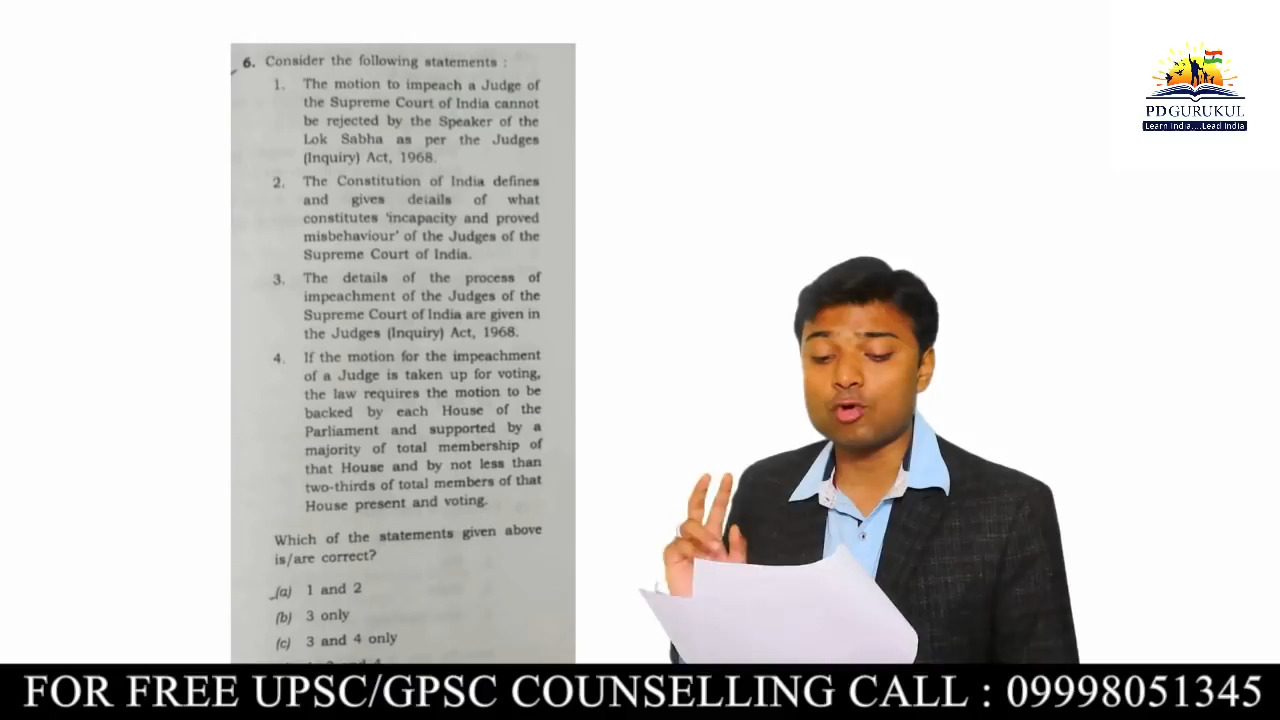 6. Consider the following statements :
1. The motion to impeach a Judge of
the Supreme Court of India cannot
be rejected by the Speaker of the
Lok Sabha as per the Judges
(Inquiry) Act, 1968.
2. The Constitution of India defines
and gives details of what
constitutes 'incapacity and proved
misbehaviour' of the Judges of the
Supreme Court of India.
3. The details of the process of
impeachment of the Judges of the
Supreme Court of India are given in
the Judges (Inquiry) Act, 1968.
4. If the motion for the impeachment
of a Judge is taken up for voting,
the law requires the motion to be
backed by each House of the
Parliament and supported by a
majority of total membership of
that House and by not less than
two-thirds of total members of that
House present and voting.
Which of the statements given above
is/are correct?
(a) 1 and 2
(b) 3 only
(c) 3 and 4 only
PD GURUKUL
Learn India....Lead India
FOR FREE UPSC/GPSC COUNSELLING CALL : 09998051345